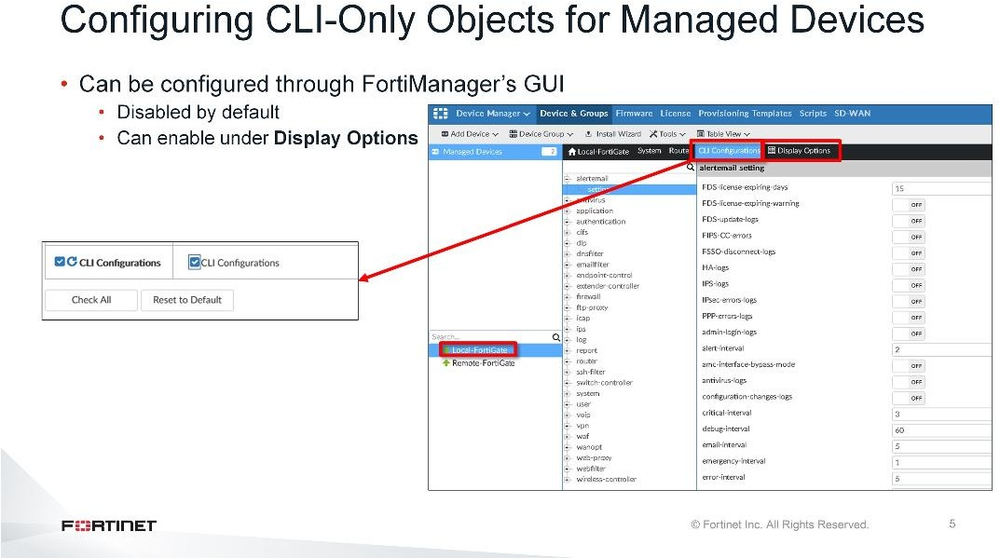 Configuring CLI-Only Objects for Managed Devices
• Can be configured through FortiManager's GUI
• Disabled by default
• Can enable under Display Options
Device Manager Device & Groups Firmware License Provisioning Templates Scripts SD-WAN
Add Device Device Group Install Wizard Tools Table View
Managed Devices 2 Local-FortiGate System Route CLI Configurations Display Options
alertemail setting
alertemail
setting
antivirus
application
authentication
cifs
dlp
dnsfilter
emailfilter
endpoint-control
extender-controller
firewall
ftp-proxy
icap
ips
log
report
router
ssh-filter
switch-controller
system
user
voip
vpn
waf
wanopt
web-proxy
webfilter
wireless-controller
FDS-license-expiring-days 15
FDS-license-expiring-warning OFF
FDS-update-logs OFF
FIPS-CC-errors OFF
FSSO-disconnect-logs OFF
HA-logs OFF
IPS-logs OFF
IPsec-errors-logs OFF
PPP-errors-logs OFF
admin-login-logs OFF
alert-interval 2
amc-interface-bypass-mode OFF
antivirus-logs OFF
configuration-changes-logs OFF
critical-interval 3
debug-interval 60
email-interval 5
emergency-interval 1
error-interval 5
CLI Configurations CLI Configurations
Check All Reset to Default
Search...
Local-FortiGate
Remote-FortiGate
FORTINET
© Fortinet Inc. All Rights Reserved. 5